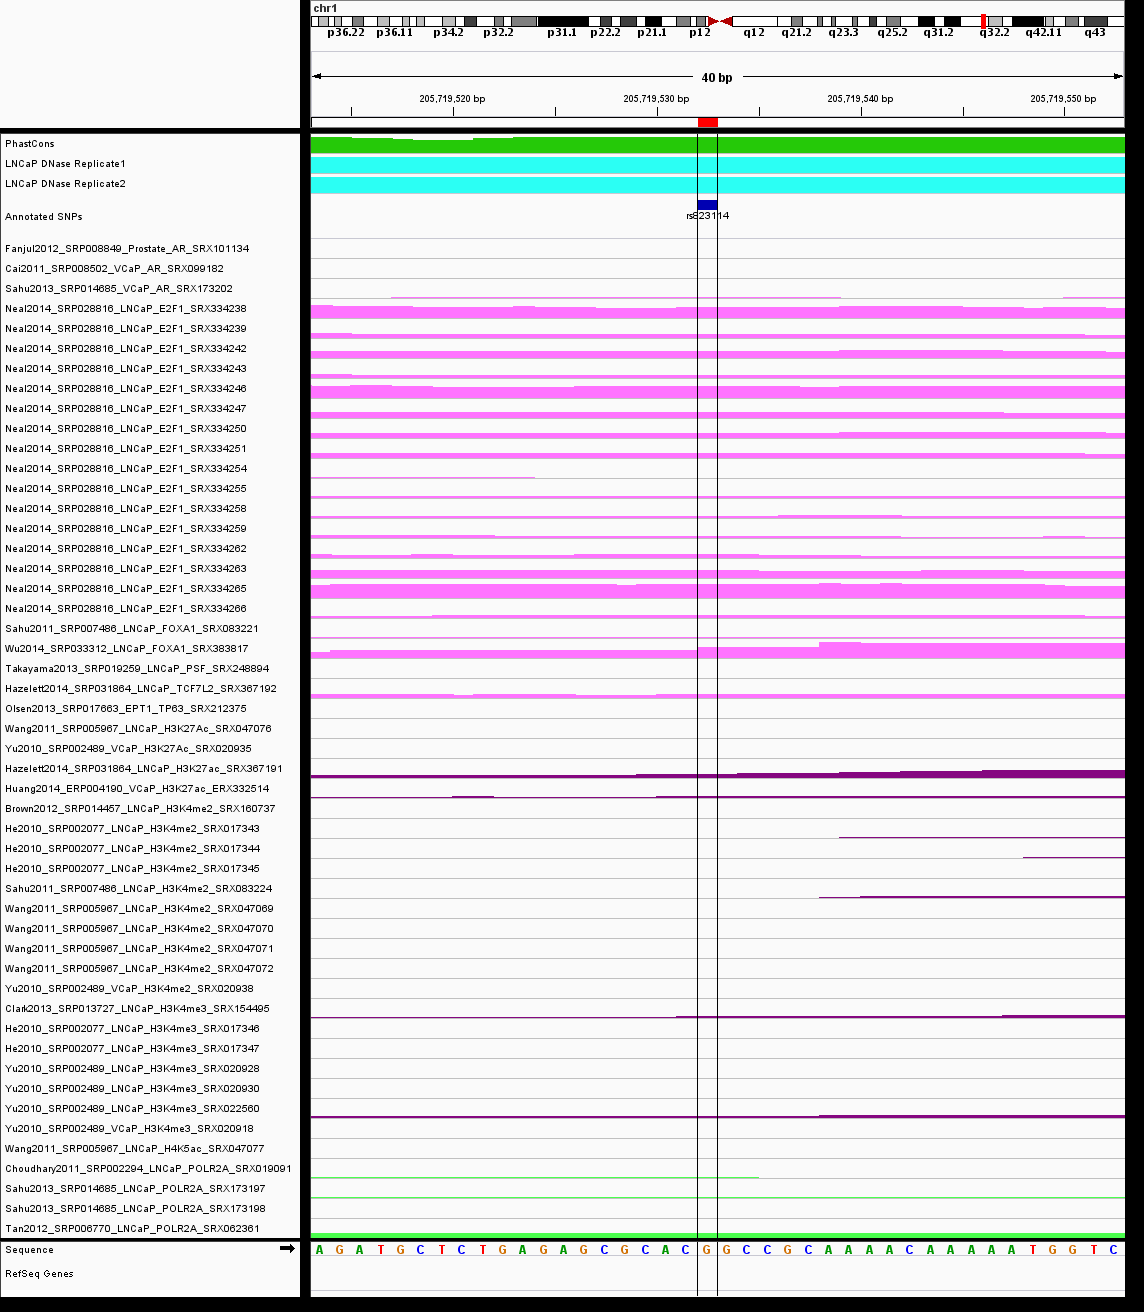 chr1
p36.22 p36.11 p34.2 p32.2 p31.1 p22.2 p21.1 p12 q12 q21.2 q23.3 q25.2 q31.2 q32.2 q42.11 q43
40 bp
205,719,520 bp 205,719,530 bp 205,719,540 bp 205,719,550 bp
PhastCons
LNCaP DNase Replicate1
LNCaP DNase Replicate2
Annotated SNPs
rs823114
Fanjul2012_SRP008849_Prostate_AR_SRX101134
Cai2011_SRP008502_VCaP_AR_SRX099182
Sahu2013_SRP014685_VCaP_AR_SRX173202
Neal2014_SRP028816_LNCaP_E2F1_SRX334238
Neal2014_SRP028816_LNCaP_E2F1_SRX334239
Neal2014_SRP028816_LNCaP_E2F1_SRX334242
Neal2014_SRP028816_LNCaP_E2F1_SRX334243
Neal2014_SRP028816_LNCaP_E2F1_SRX334246
Neal2014_SRP028816_LNCaP_E2F1_SRX334247
Neal2014_SRP028816_LNCaP_E2F1_SRX334250
Neal2014_SRP028816_LNCaP_E2F1_SRX334251
Neal2014_SRP028816_LNCaP_E2F1_SRX334254
Neal2014_SRP028816_LNCaP_E2F1_SRX334255
Neal2014_SRP028816_LNCaP_E2F1_SRX334258
Neal2014_SRP028816_LNCaP_E2F1_SRX334259
Neal2014_SRP028816_LNCaP_E2F1_SRX334262
Neal2014_SRP028816_LNCaP_E2F1_SRX334263
Neal2014_SRP028816_LNCaP_E2F1_SRX334265
Neal2014_SRP028816_LNCaP_E2F1_SRX334266
Sahu2011_SRP007486_LNCaP_FOXA1_SRX083221
Wu2014_SRP033312_LNCaP_FOXA1_SRX383817
Takayama2013_SRP019259_LNCaP_PSF_SRX248894
Hazelett2014_SRP031864_LNCaP_TCF7L2_SRX367192
Olsen2013_SRP017663_EPT1_TP63_SRX212375
Wang2011_SRP005967_LNCaP_H3K27Ac_SRX047076
Yu2010_SRP002489_VCaP_H3K27Ac_SRX020935
Hazelett2014_SRP031864_LNCaP_H3K27ac_SRX367191
Huang2014_ERP004190_VCaP_H3K27ac_ERX332514
Brown2012_SRP014457_LNCaP_H3K4me2_SRX160737
He2010_SRP002077_LNCaP_H3K4me2_SRX017343
He2010_SRP002077_LNCaP_H3K4me2_SRX017344
He2010_SRP002077_LNCaP_H3K4me2_SRX017345
Sahu2011_SRP007486_LNCaP_H3K4me2_SRX083224
Wang2011_SRP005967_LNCaP_H3K4me2_SRX047069
Wang2011_SRP005967_LNCaP_H3K4me2_SRX047070
Wang2011_SRP005967_LNCaP_H3K4me2_SRX047071
Wang2011_SRP005967_LNCaP_H3K4me2_SRX047072
Yu2010_SRP002489_VCaP_H3K4me2_SRX020938
Clark2013_SRP013727_LNCaP_H3K4me3_SRX154495
He2010_SRP002077_LNCaP_H3K4me3_SRX017346
He2010_SRP002077_LNCaP_H3K4me3_SRX017347
Yu2010_SRP002489_LNCaP_H3K4me3_SRX020928
Yu2010_SRP002489_LNCaP_H3K4me3_SRX020930
Yu2010_SRP002489_LNCaP_H3K4me3_SRX022560
Yu2010_SRP002489_VCaP_H3K4me3_SRX020918
Wang2011_SRP005967_LNCaP_H4K5ac_SRX047077
Choudhary2011_SRP002294_LNCaP_POLR2A_SRX019091
Sahu2013_SRP014685_LNCaP_POLR2A_SRX173197
Sahu2013_SRP014685_LNCaP_POLR2A_SRX173198
Tan2012_SRP006770_LNCaP_POLR2A_SRX062361
Sequence A G A T G C T C T G A G A G C G C A C G G C C G C A A A A C A A A A A T G G T C
RefSeq Genes